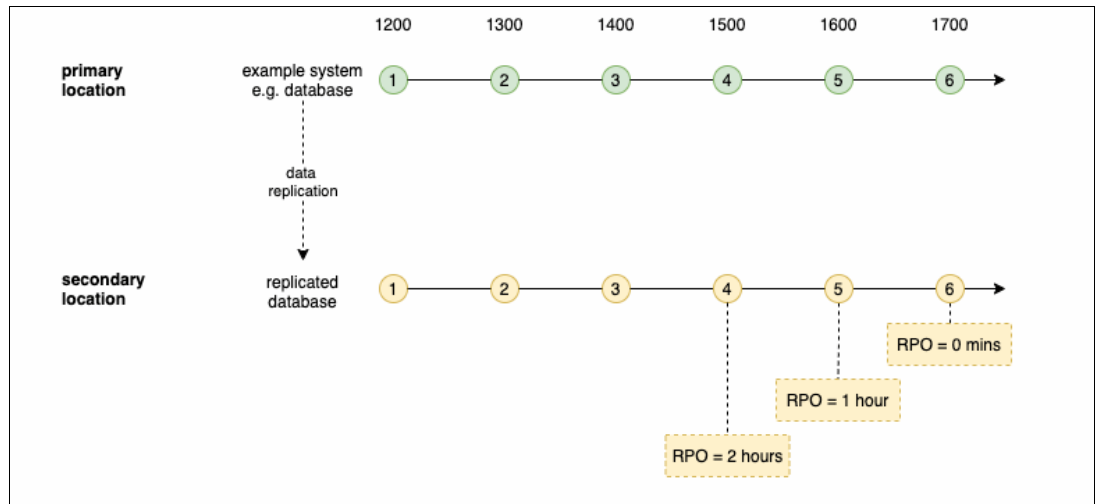 1200 1300 1400 1500 1600 1700
primary
location
example system
e.g. database
1 2 3 4 5 6
data
replication
secondary
location
replicated
database
1 2 3 4 5 6
RPO = 0 mins
RPO = 1 hour
RPO = 2 hours